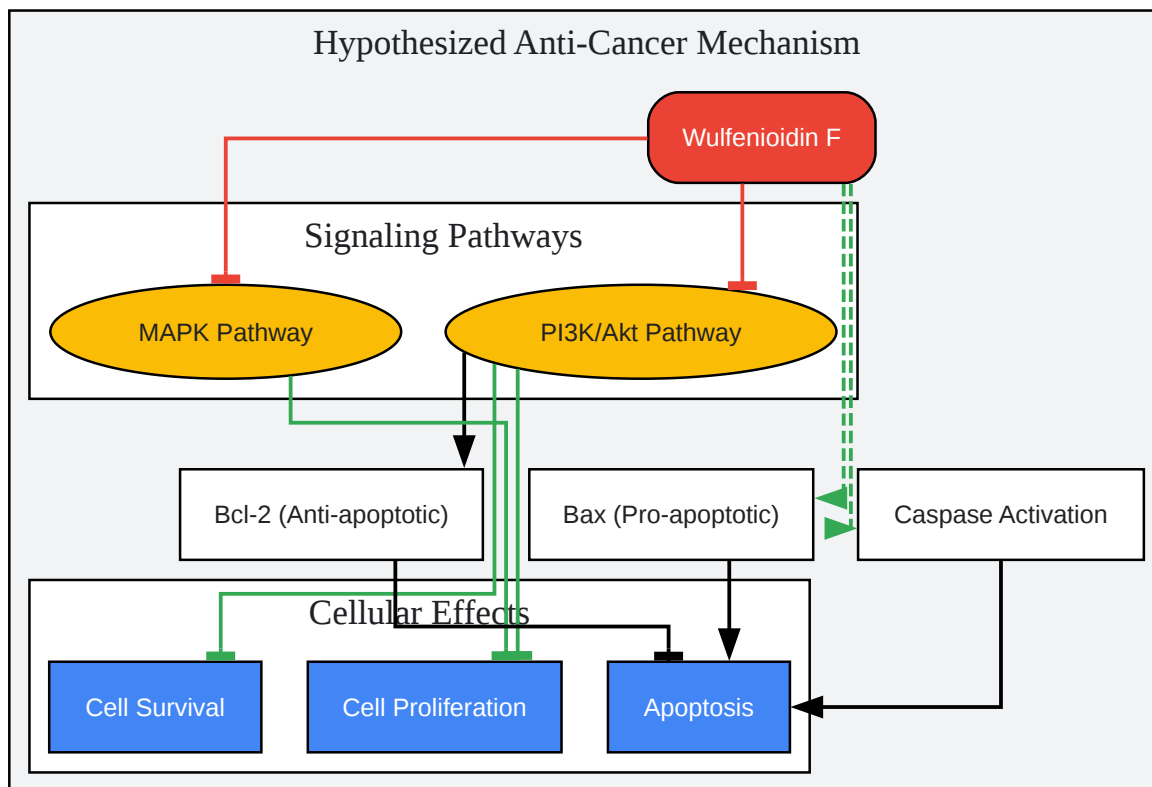 Hypothesized Anti-Cancer Mechanism
Wulfenioidin F
Signaling Pathways
MAPK Pathway
PI3K/Akt Pathway
Bcl-2 (Anti-apoptotic)
Bax (Pro-apoptotic)
Caspase Activation
Cellular Effects
Cell Survival
Cell Proliferation
Apoptosis